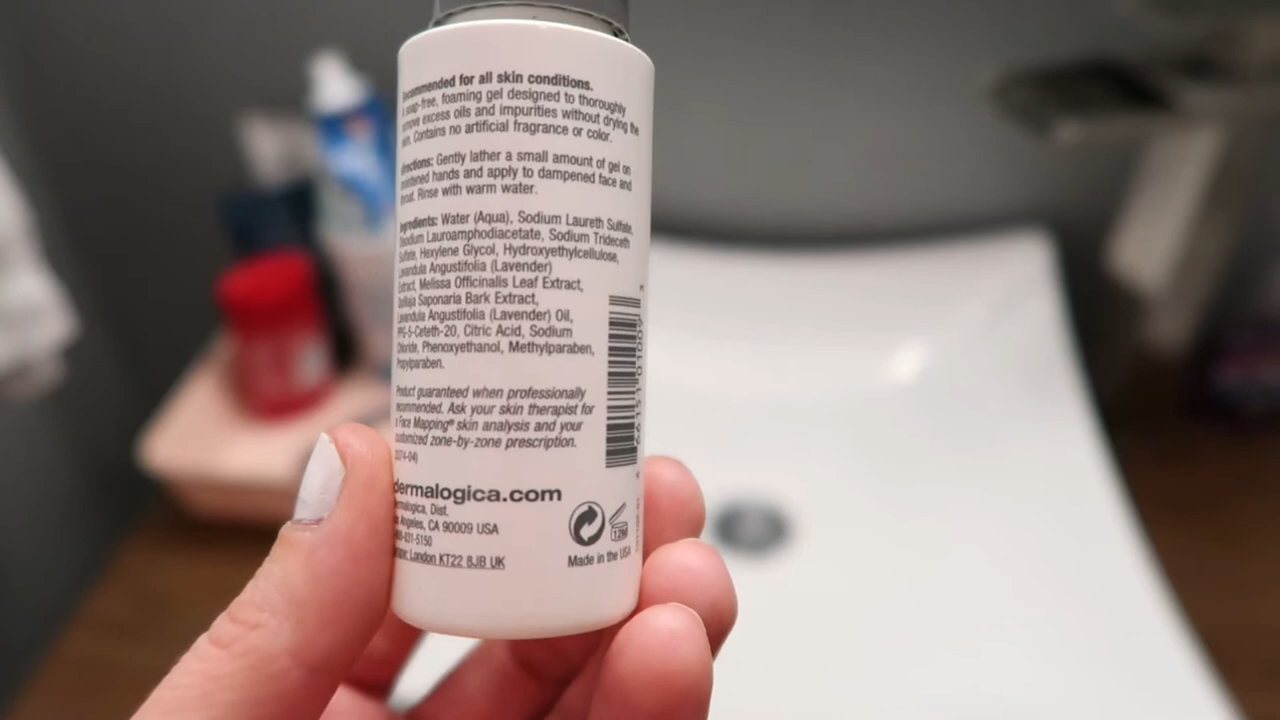 Recommended for all skin conditions.
A soap-free, foaming gel designed to thoroughly
remove excess oils and impurities without drying the
skin. Contains no artificial fragrance or color.
Directions: Gently lather a small amount of gel on
moistened hands and apply to dampened face and
throat. Rinse with warm water.
Ingredients: Water (Aqua), Sodium Laureth Sulfate,
Disodium Lauroamphodiacetate, Sodium Trideceth
Sulfate, Hexylene Glycol, Hydroxyethylcellulose,
Lavandula Angustifolia (Lavender)
Extract, Melissa Officinalis Leaf Extract,
Quillaja Saponaria Bark Extract,
Lavandula Angustifolia (Lavender) Oil,
PPG-5-Ceteth-20, Citric Acid, Sodium
Chloride, Phenoxyethanol, Methylparaben,
Propylparaben.
Product guaranteed when professionally
recommended. Ask your skin therapist for
a Face Mapping® skin analysis and your
customized zone-by-zone prescription.
dermalogica.com
Dermalogica, Dist.
Los Angeles, CA 90009 USA
London KT22 8JB UK
12M
Made in the USA